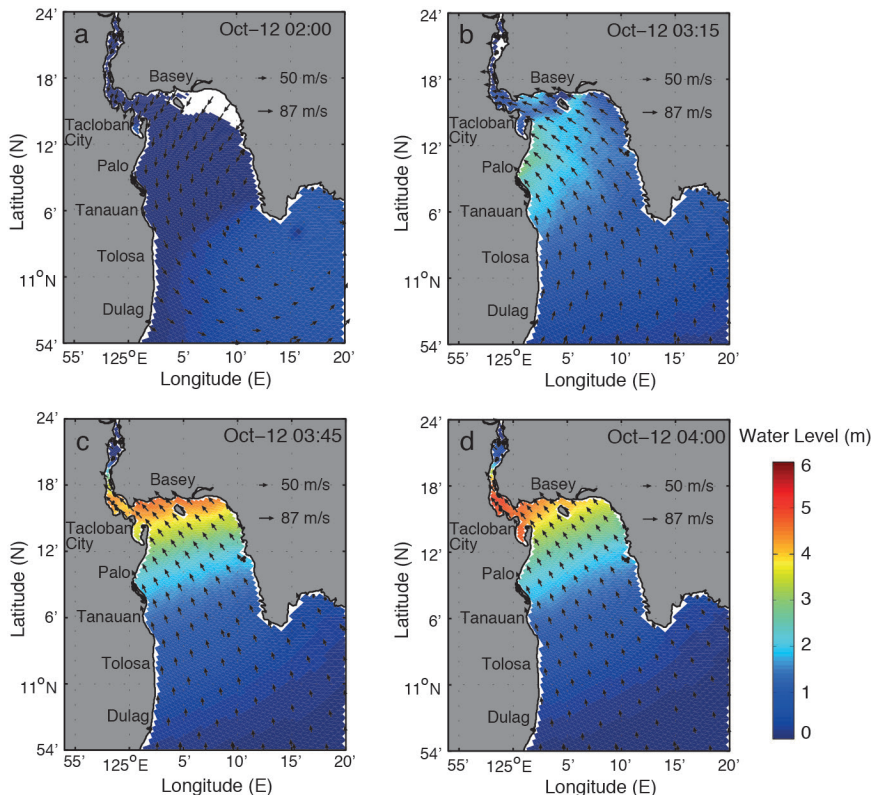 a
Oct−12 02:00
24’
18’
12’
6’
11°N
54’
Latitude (N)
Basey
50 m/s
87 m/s
Tacloban
City
Palo
Tanauan
Tolosa
Dulag
55’ 125°E 5’ 10’ 15’ 20’
Longitude (E)
b
Oct−12 03:15
24’
18’
12’
6’
11°N
54’
Latitude (N)
Basey
50 m/s
87 m/s
Tacloban
City
Palo
Tanauan
Tolosa
Dulag
55’ 125°E 5’ 10’ 15’ 20’
Longitude (E)
c
Oct−12 03:45
24’
18’
12’
6’
11°N
54’
Latitude (N)
Basey
50 m/s
87 m/s
Tacloban
City
Palo
Tanauan
Tolosa
Dulag
55’ 125°E 5’ 10’ 15’ 20’
Longitude (E)
d
Oct−12 04:00
24’
18’
12’
6’
11°N
54’
Latitude (N)
Basey
50 m/s
87 m/s
Tacloban
City
Palo
Tanauan
Tolosa
Dulag
55’ 125°E 5’ 10’ 15’ 20’
Longitude (E)
Water Level (m)
6
5
4
3
2
1
0